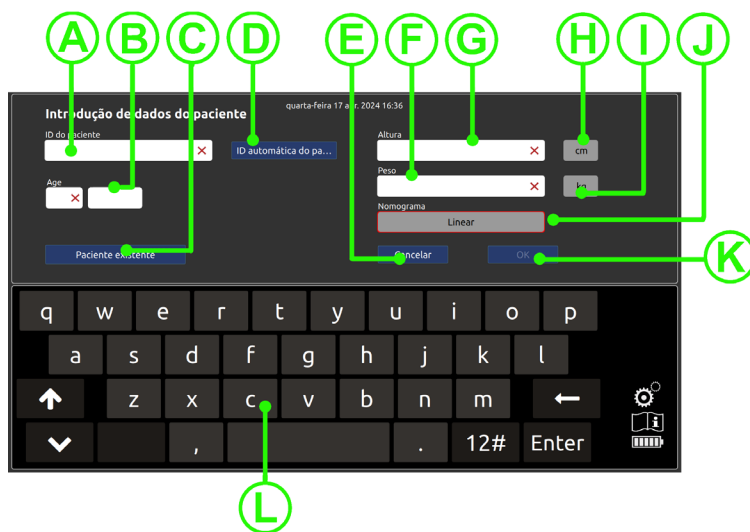 A B C D E F G H I J
quarta-feira 17 abr. 2024 16:36
Introdução de dados do paciente
ID do paciente
ID automática do pa...
Altura
cm
Peso
kg
Age
Nomograma
Linear
Paciente existente
Cancelar
OK
K
q w e r t y u i o p
a s d f g h j k l
z x c v b n m
, . 12# Enter
L